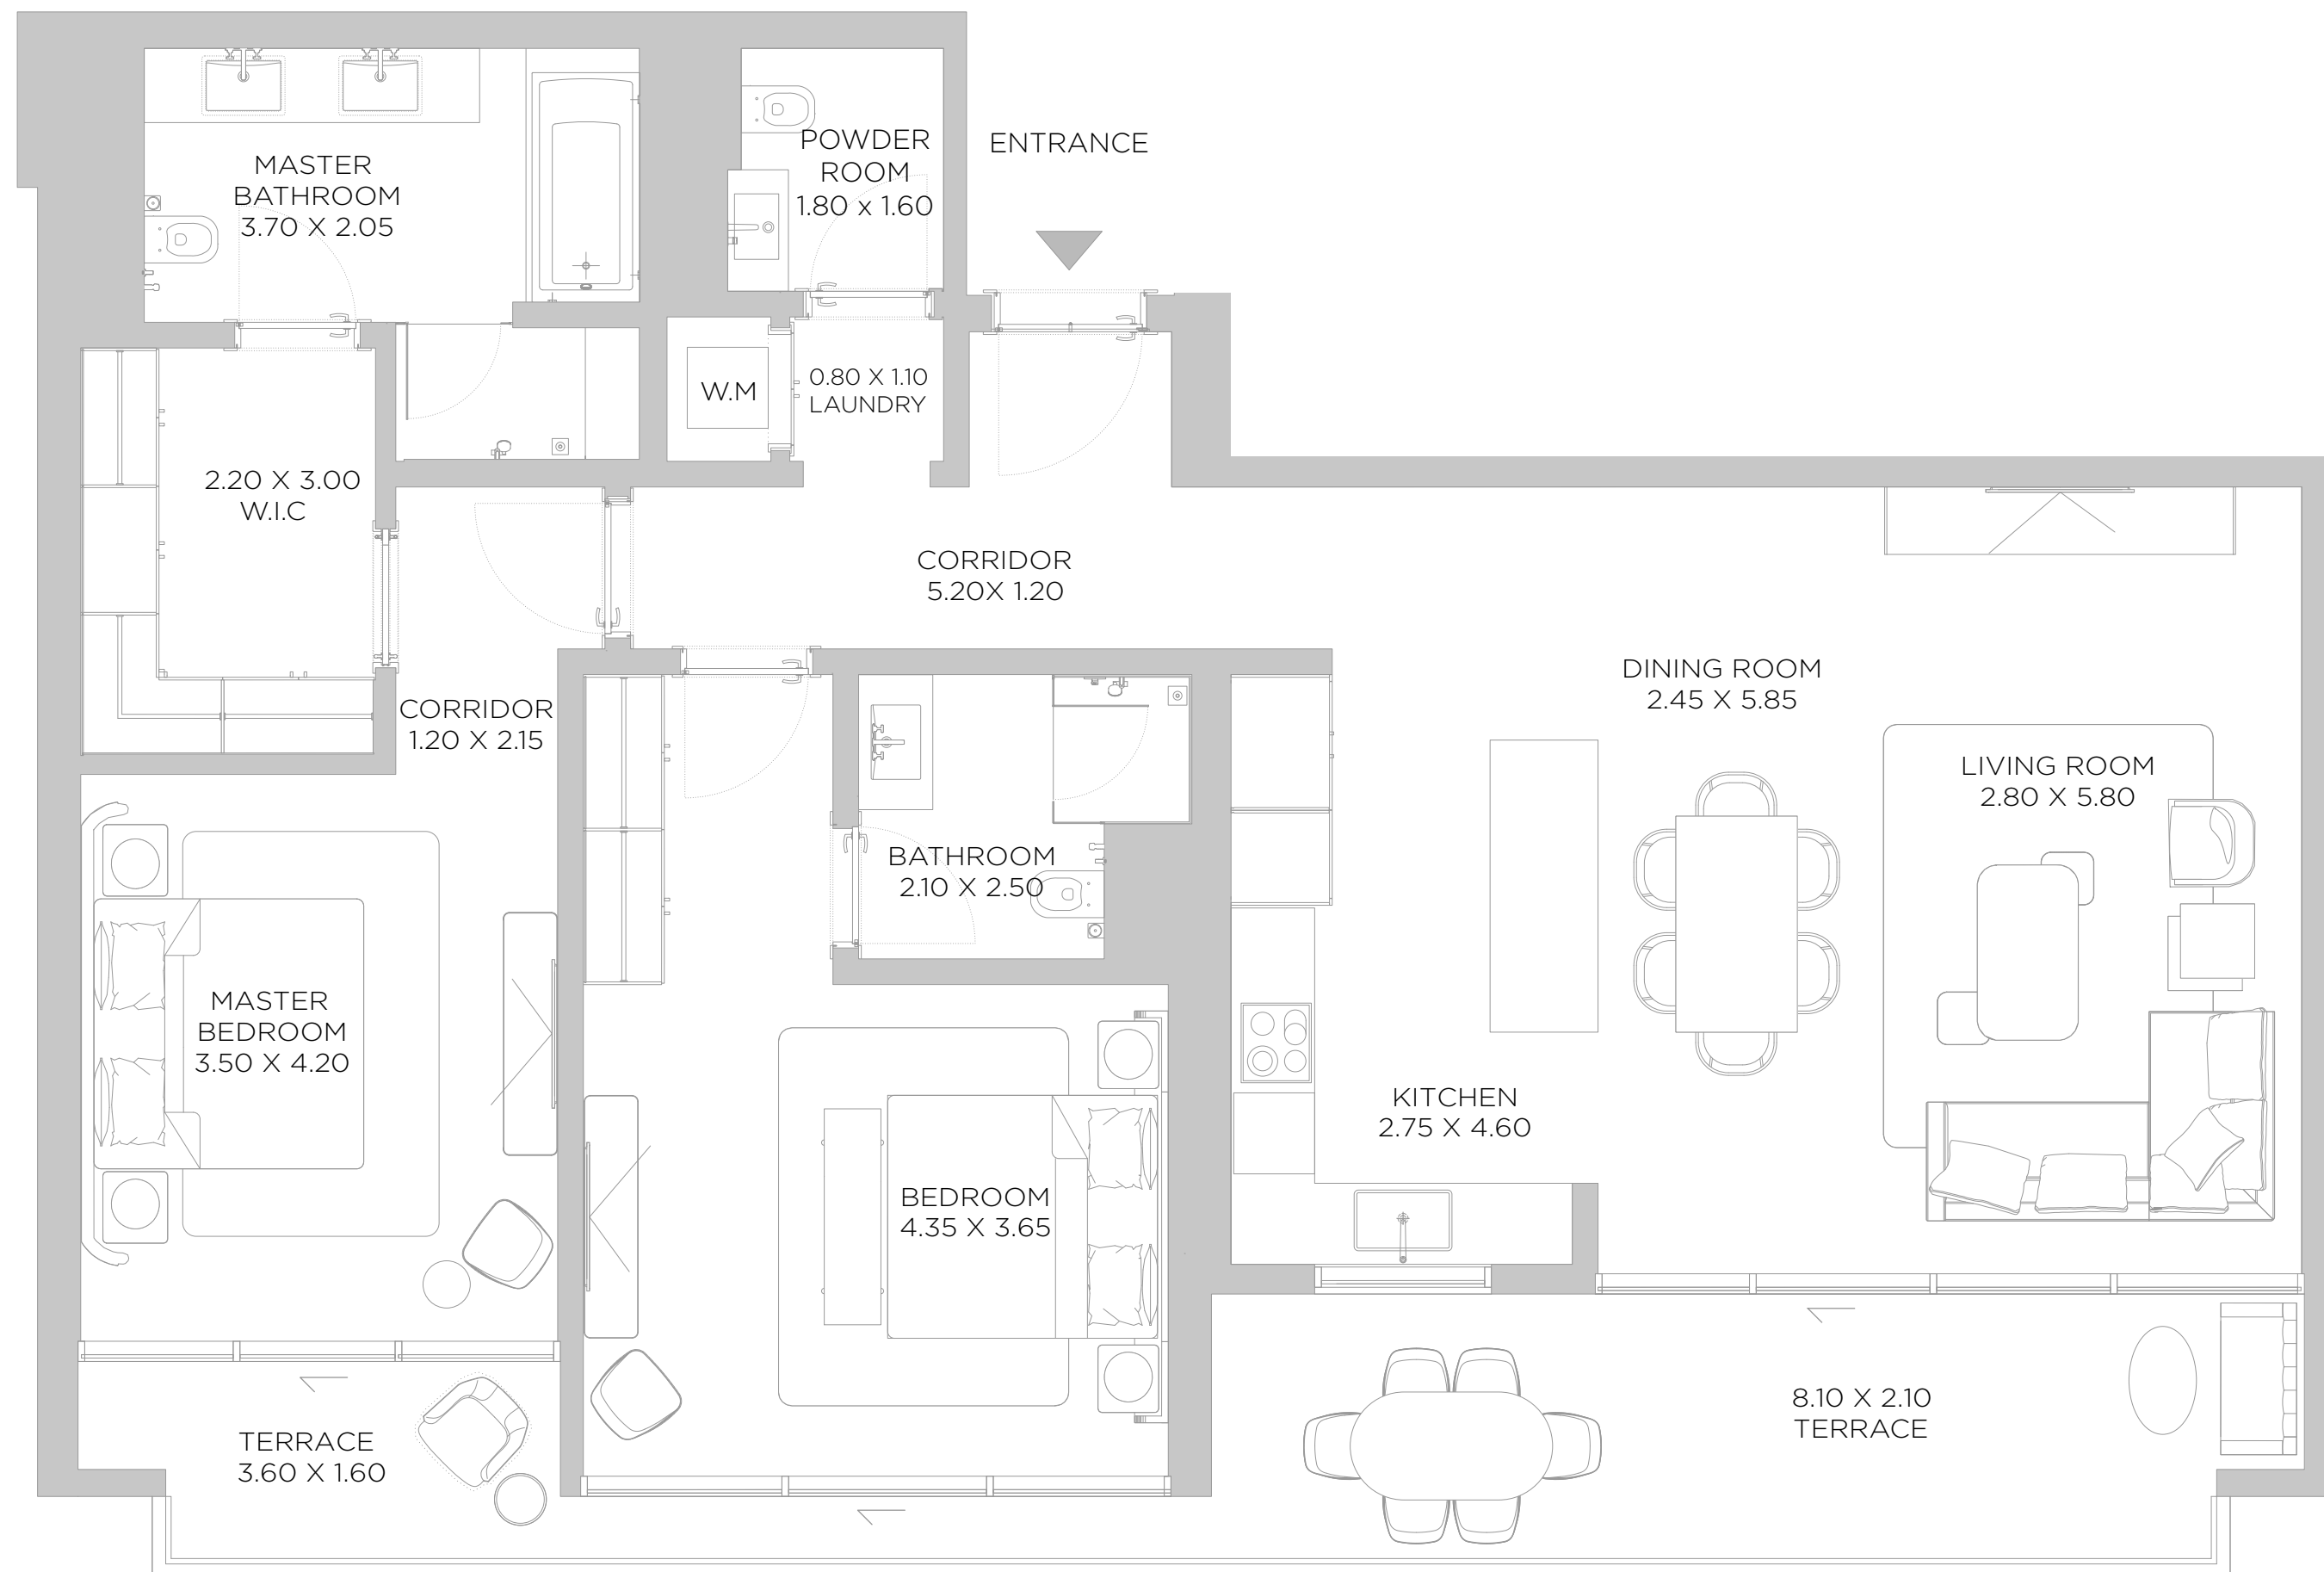 POWDER
ROOM
1.80 x 1.60
ENTRANCE
MASTER
BATHROOM
3.70 X 2.05
W.M
0.80 X 1.10
LAUNDRY
2.20 X 3.00
W.I.C
CORRIDOR
5.20X 1.20
CORRIDOR
1.20 X 2.15
DINING ROOM
2.45 X 5.85
LIVING ROOM
2.80 X 5.80
BATHROOM
2.10 X 2.50
MASTER
BEDROOM
3.50 X 4.20
KITCHEN
2.75 X 4.60
BEDROOM
4.35 X 3.65
8.10 X 2.10
TERRACE
TERRACE
3.60 X 1.60